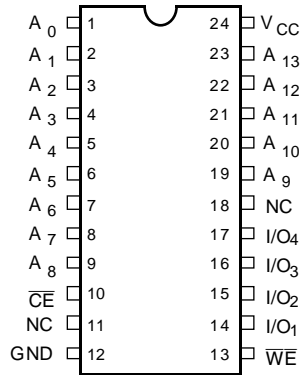 A0 1 24 VCC
A1 2 23 A13
A2 3 22 A12
A3 4 21 A11
A4 5 20 A10
A5 6 19 A9
A6 7 18 NC
A7 8 17 I/O4
A8 9 16 I/O3
C̅E̅ 10 15 I/O2
NC 11 14 I/O1
GND 12 13 W̅E̅